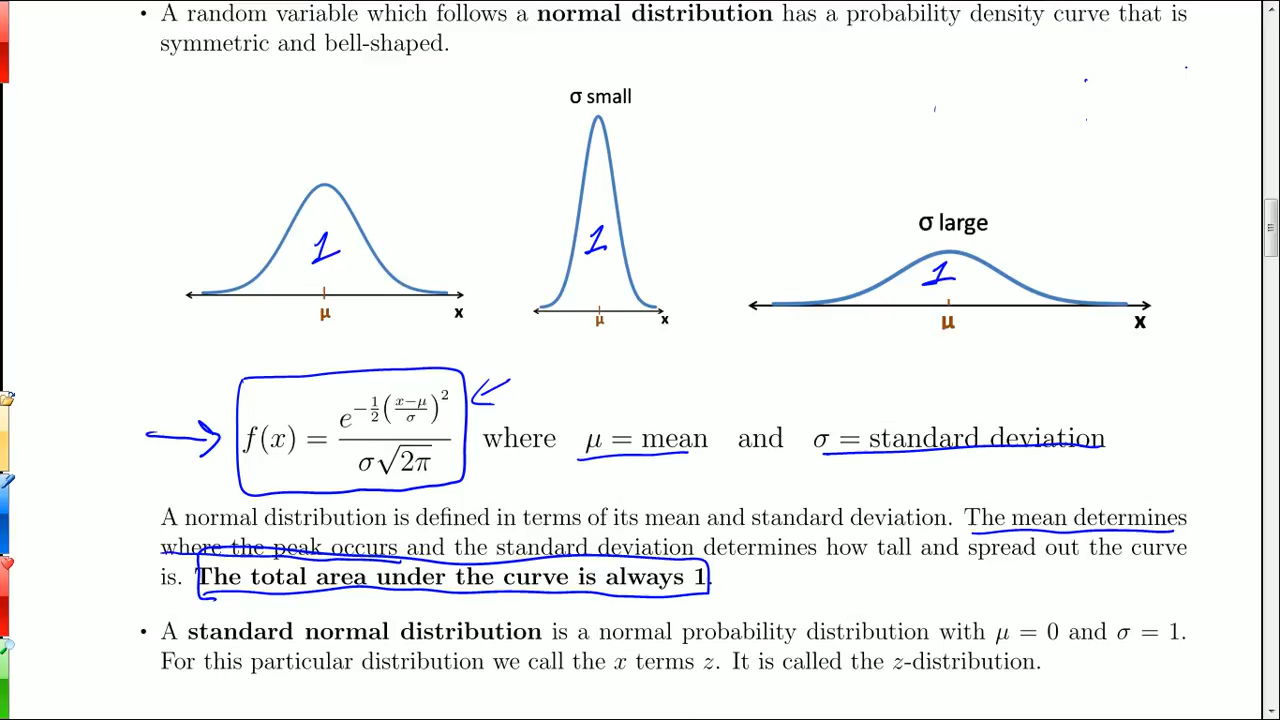 • A random variable which follows a normal distribution has a probability density curve that is
symmetric and bell-shaped.
σ small
σ large
1
1
1
μ
x
μ
x
μ
x
f(x) = e^{-\frac{1}{2}\left(\frac{x-μ}{σ}\right)^2} / σ√2π where μ = mean and σ = standard deviation
A normal distribution is defined in terms of its mean and standard deviation. The mean determines
where the peak occurs and the standard deviation determines how tall and spread out the curve
is. The total area under the curve is always 1.
• A standard normal distribution is a normal probability distribution with μ = 0 and σ = 1.
For this particular distribution we call the x terms z. It is called the z-distribution.